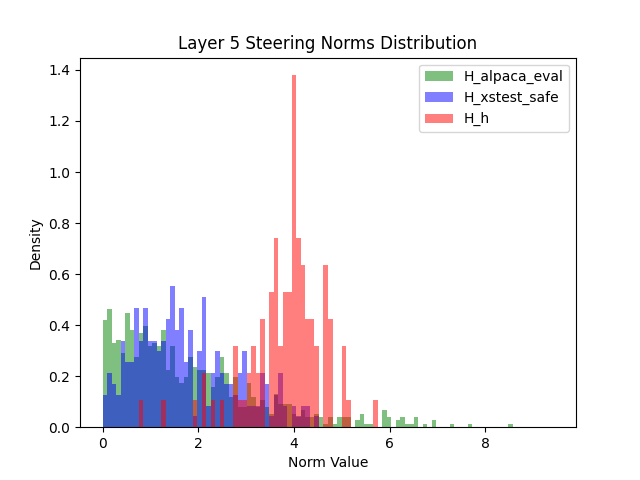 Layer 5 Steering Norms Distribution
H_alpaca_eval
H_xstest_safe
H_h
Density
1.4
1.2
1.0
0.8
0.6
0.4
0.2
0.0
0 2 4 6 8
Norm Value